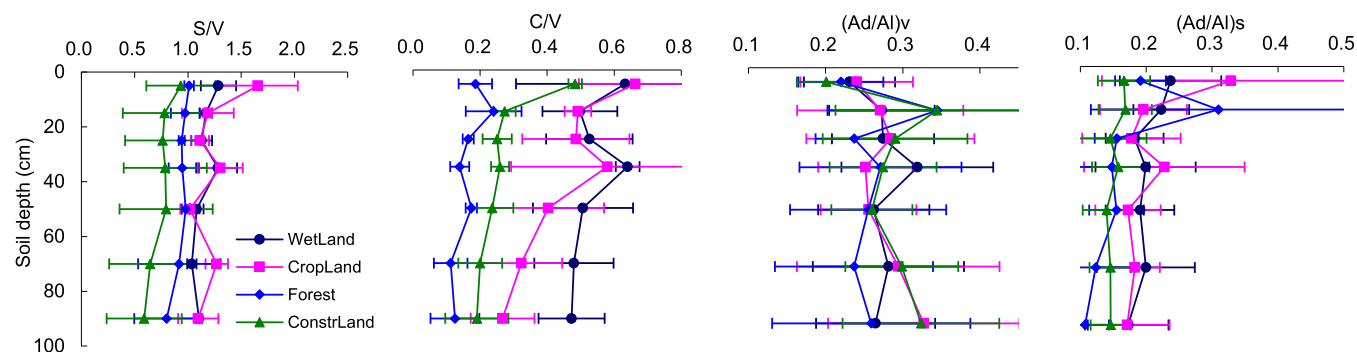 S/V
0.0 0.5 1.0 1.5 2.0 2.5
C/V
0.0 0.2 0.4 0.6 0.8
(Ad/Al)v
0.1 0.2 0.3 0.4
(Ad/Al)s
0.1 0.2 0.3 0.4 0.5
Soil depth (cm)
0
20
40
60
80
100
WetLand
CropLand
Forest
ConstrLand